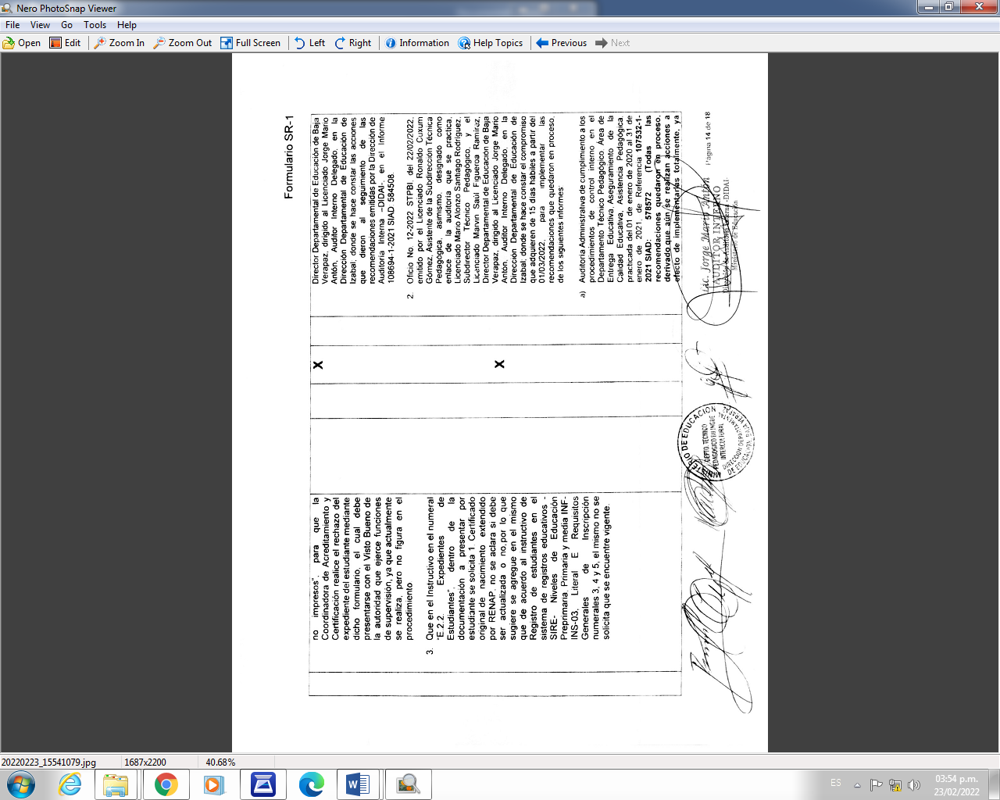 Nero PhotoSnap Viewer
File View Go Tools Help
Open Edit Zoom In Zoom Out Full Screen Left Right Information Help Topics Previous Next
Formulario SR-1
no impresos", para que la
Coordinadora de Acreditamiento y
Certificación realice el rechazo del
expediente del estudiante mediante
dicho formulario, el cual debe
presentarse con el Visto Bueno de
la autoridad que ejerce funciones
de supervisión, ya que actualmente
se realiza, pero no figura en el
procedimiento
3. Que en el Instructivo en el numeral
"E.2.2. Expedientes de
Estudiantes", dentro de la
documentación a presentar por
estudiante se solicita 1. Certificado
original de nacimiento extendido
por RENAP, no se aclara si debe
ser actualizada o no,por lo que
sugiere se agregue en el mismo
que de acuerdo al instructivo de
Registro de estudiantes en el
sistema de registros educativos -
SIRE- Niveles de Educación
Preprimaria, Primaria y media INF-
INS-03, Literal E Requisitos
Generales de Inscripción
numerales 3, 4 y 5, el mismo no se
solicita que se encuentre vigente.
X
X
Director Departamental de Educación de Baja
Verapaz, dirigido al Licenciado Jorge Mario
Antón, Auditor Interno Delegado, en la
Dirección Departamental de Educación de
Izabal, donde se hace constar las acciones
que dieron al seguimiento de las
recomendaciones emitidas por la Dirección de
Auditoría Interna –DIDAI-, en el Informe
108694-1-2021 SIAD 584508.
2. Oficio No. 12-2022 STPBI, del 22/02/2022,
emitido por el Licenciado Ronaldo Cuxum
Gómez, Asistente de la Subdirección Técnica
Pedagógica, asimismo, designado como
enlace de la auditoría que se practica,
Licenciado Mario Alonzo Santiago Rodríguez,
Subdirector Técnico Pedagógico, y el
Licenciado Marvin Saúl Figueroa Ramírez,
Director Departamental de Educación de Baja
Verapaz, dirigido al Licenciado Jorge Mario
Antón, Auditor Interno Delegado, en la
Dirección Departamental de Educación de
Izabal, donde se hace constar el compromiso
que adquieren de 15 días hábiles a partir del
01/03/2022, para implementar las
recomendaciones que quedaron en proceso,
de los siguientes informes:
a) Auditoría Administrativa de cumplimiento a los
procedimientos de control interno en el
Departamento Técnico Pedagógico. Área de
Entrega Educativa, Aseguramiento de la
Calidad Educativa, Asistencia Pedagógica,
practicada del 01 de enero de 2020 al 31 de
enero de 2021, de Referencia 107532-1-
2021 SIAD: 578572 (Todas las
recomendaciones quedaron en proceso,
derivado que aún se realizan acciones a
efecto de implementarlas totalmente, ya
MINISTERIO DE EDUCACION
DEPTO. TECNICO
PEDAGOGICO BILINGUE
INTERCULTURAL
DIRECCION DEPARTAMENTAL
DE EDUCACION, BAJA VERAPAZ
Lic. Jorge Mario Antón
AUDITOR INTERNO
Dirección de Auditoría Interna -DIDAI-
Ministerio de Educación
Página 14 de 18
20220223_15541079.jpg 1687x2200 40.68%
ES
03:54 p.m.
23/02/2022